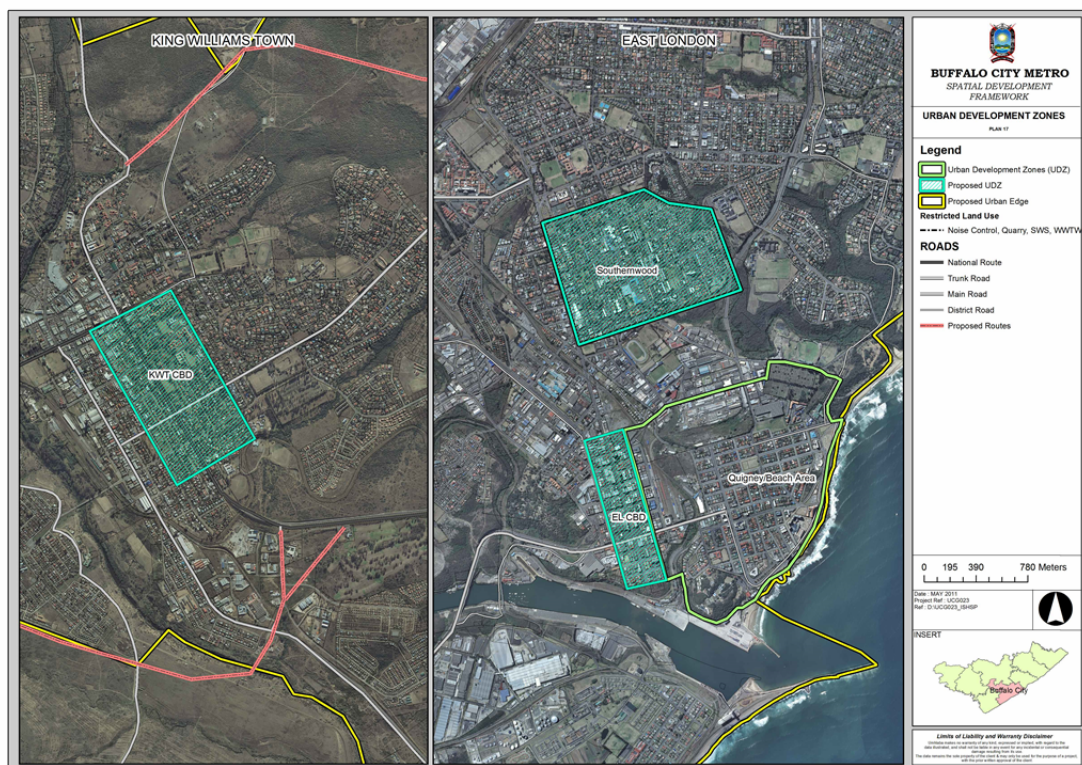 KING WILLIAMS TOWN
KWT CBD
EAST LONDON
Southernwood
Quigney/Beach Area
EL CBD
BUFFALO CITY METRO
SPATIAL DEVELOPMENT
FRAMEWORK
URBAN DEVELOPMENT ZONES
PLAN 17
Legend
Urban Development Zones (UDZ)
Proposed UDZ
Proposed Urban Edge
Restricted Land Use
Noise Control, Quarry, SWS, WWTW
ROADS
National Route
Trunk Road
Main Road
District Road
Proposed Routes
0 195 390 780 Meters
Date : MAY 2011
Project Ref : UCG023
Ref : D:\UCG023_ISHSP
INSERT
Buffalo City
Limits of Liability and Warranty Disclaimer